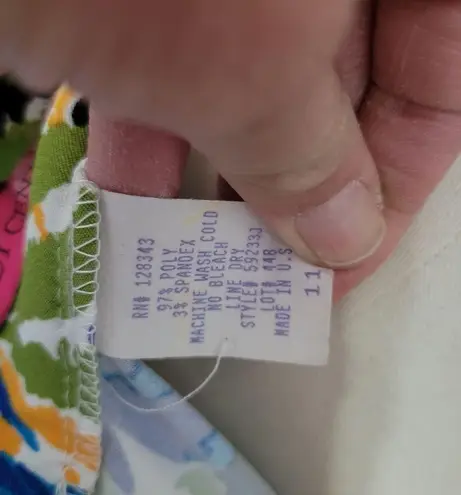 RN# 128343
97% POLY
3% SPANDEX
MACHINE WASH COLD
NO BLEACH
LINE DRY
STYLE# 592333
LOT# 448
MADE IN U.S
11